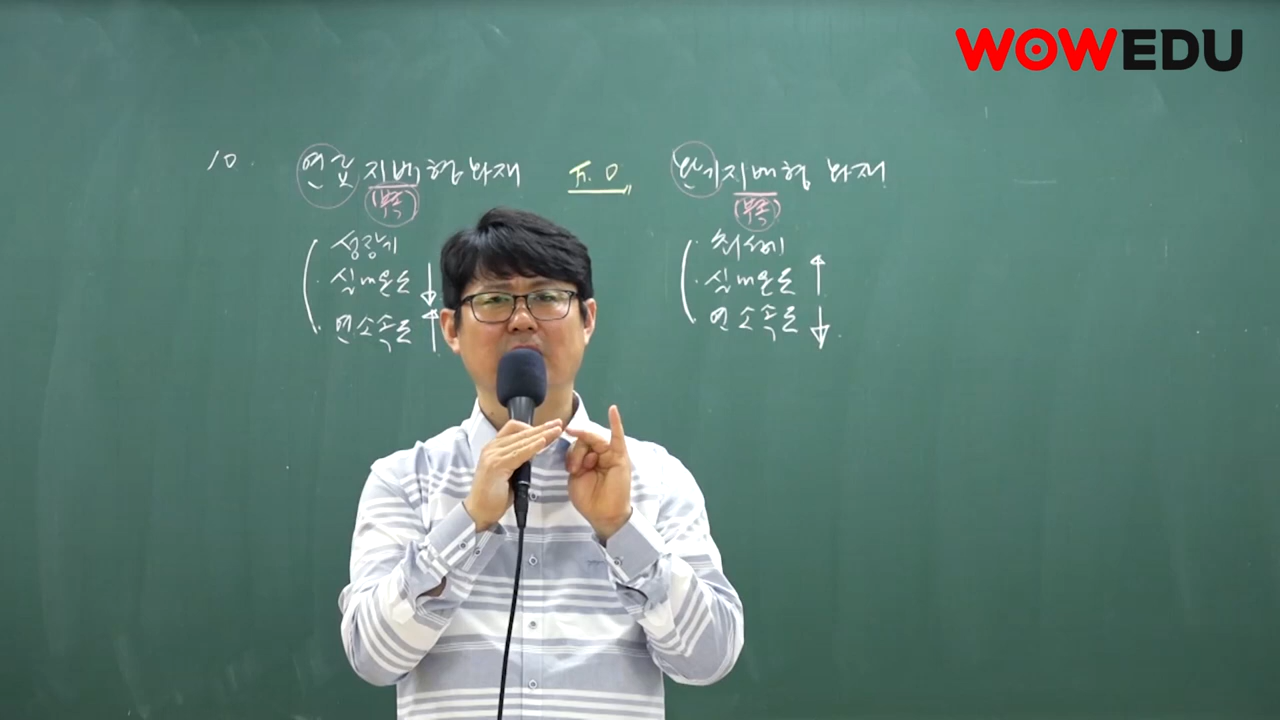 WOWEDU
10. 연료지배형 화재 F.O 환기지배형 화재
(부족) (부족)
· 성장기 · 최성기
· 실내온도 ↓ · 실내온도 ↑
· 연소속도 ↑ · 연소속도 ↓